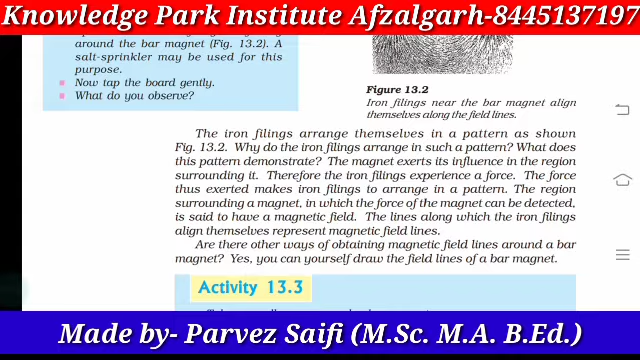 Knowledge Park Institute Afzalgarh-8445137197
around the bar magnet (Fig. 13.2). A
salt-sprinkler may be used for this
purpose.
Now tap the board gently.
What do you observe?
Figure 13.2
Iron filings near the bar magnet align
themselves along the field lines.
The iron filings arrange themselves in a pattern as shown
Fig. 13.2. Why do the iron filings arrange in such a pattern? What does
this pattern demonstrate? The magnet exerts its influence in the region
surrounding it. Therefore the iron filings experience a force. The force
thus exerted makes iron filings to arrange in a pattern. The region
surrounding a magnet, in which the force of the magnet can be detected,
is said to have a magnetic field. The lines along which the iron filings
align themselves represent magnetic field lines.
Are there other ways of obtaining magnetic field lines around a bar
magnet? Yes, you can yourself draw the field lines of a bar magnet.
Activity 13.3
Made by- Parvez Saifi (M.Sc. M.A. B.Ed.)